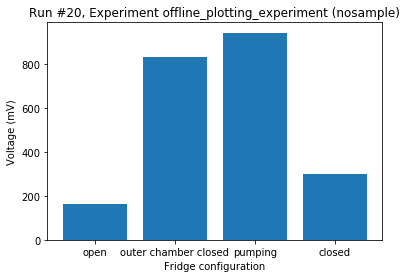 Run #20, Experiment offline_plotting_experiment (nosample)
Voltage (mV)
800
600
400
200
0
open outer chamber closed pumping closed
Fridge configuration